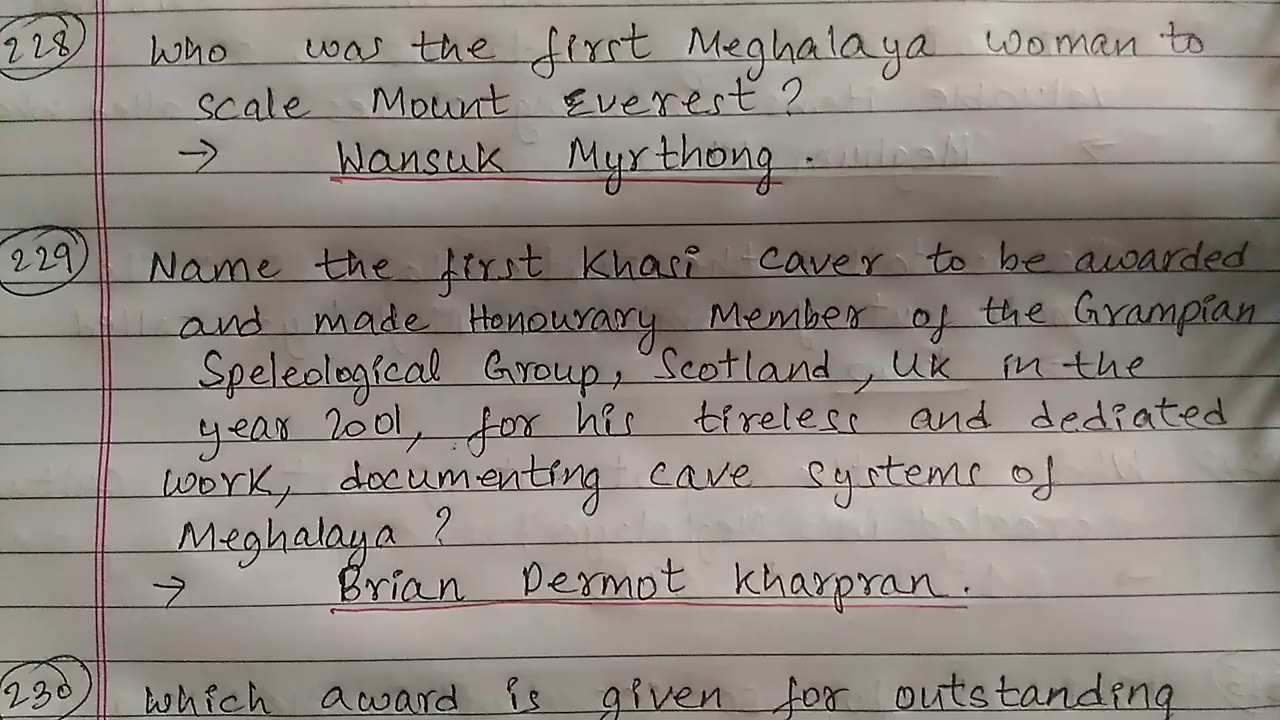 228 Who was the first Meghalaya woman to
scale Mount Everest?
→ Wansuk Myrthong.
229 Name the first Khasi caver to be awarded
and made Honourary Member of the Grampian
Speleological Group, Scotland, UK in the
year 2001, for his tireless and dediated
work, documenting cave systems of
Meghalaya?
→ Brian Dermot Kharpran.
230 Which award is given for outstanding